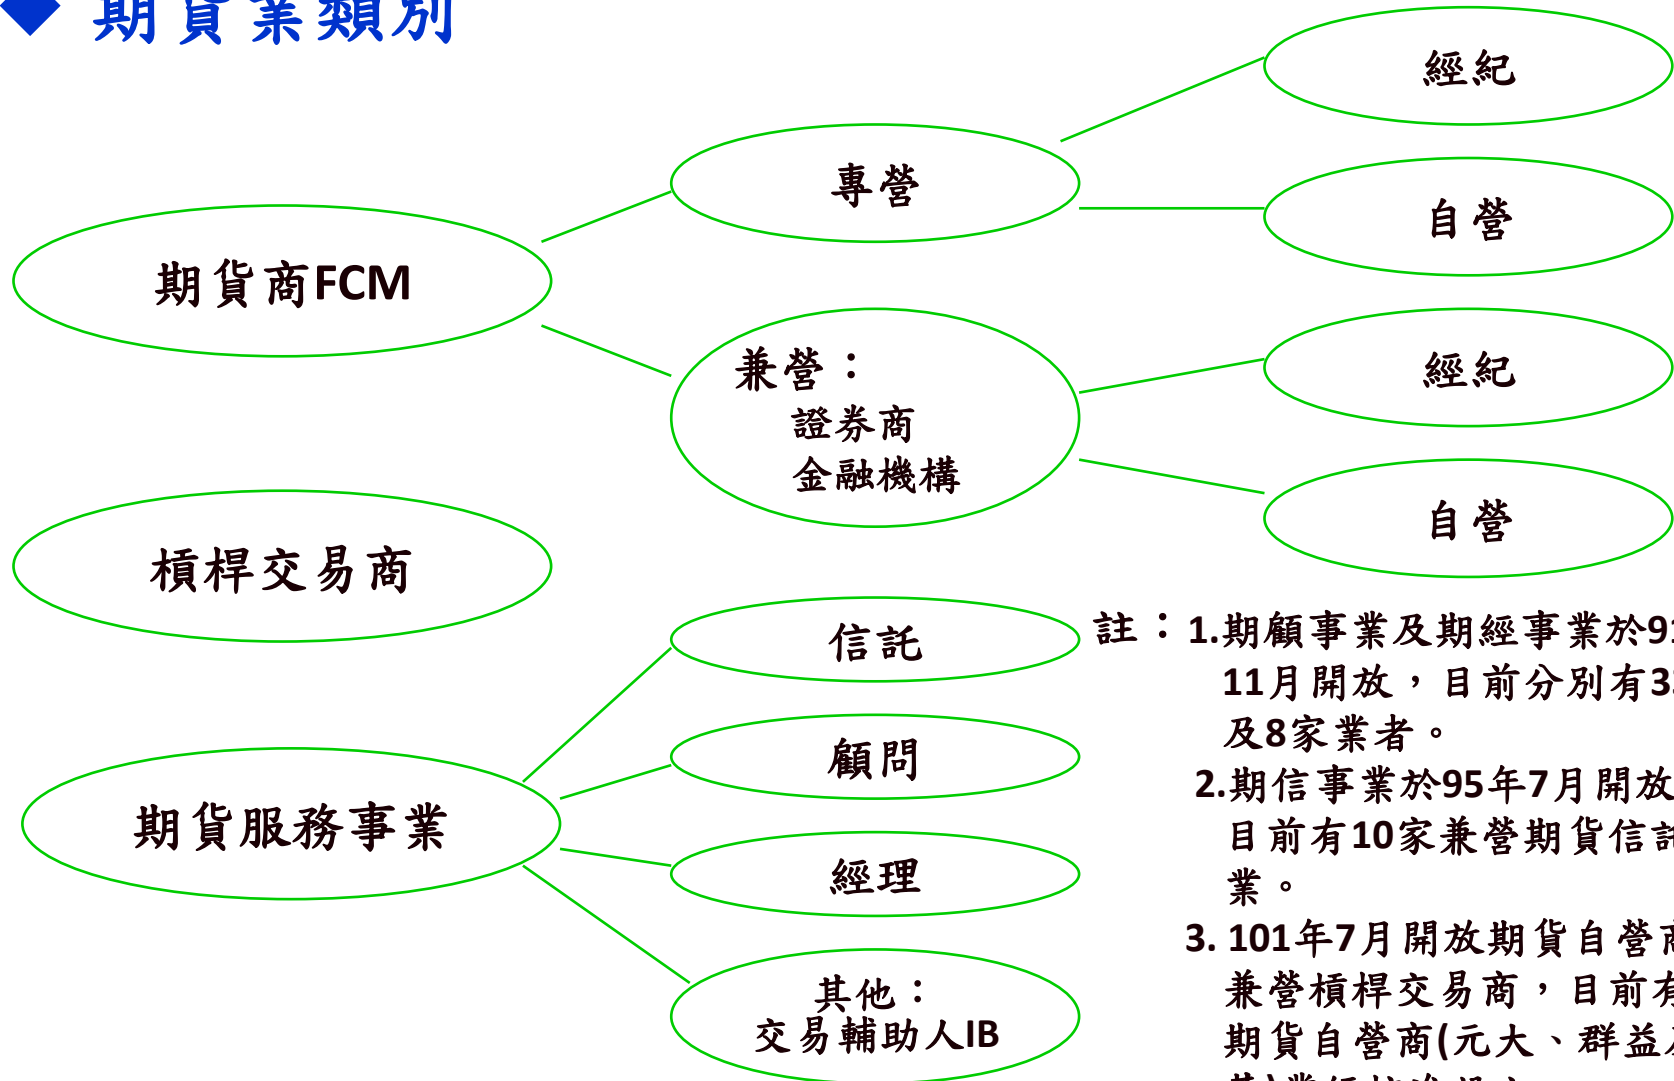 ◆ 期貨業類別
經紀
專營
自營
期貨商FCM
兼營：
證券商
金融機構
經紀
自營
槓桿交易商
信託
顧問
期貨服務事業
經理
其他：
交易輔助人IB
註：1.期顧事業及期經事業於9
11月開放，目前分別有3
及8家業者。
2.期信事業於95年7月開放
目前有10家兼營期貨信託
業。
3. 101年7月開放期貨自營商
兼營槓桿交易商，目前有
期貨自營商(元大、群益